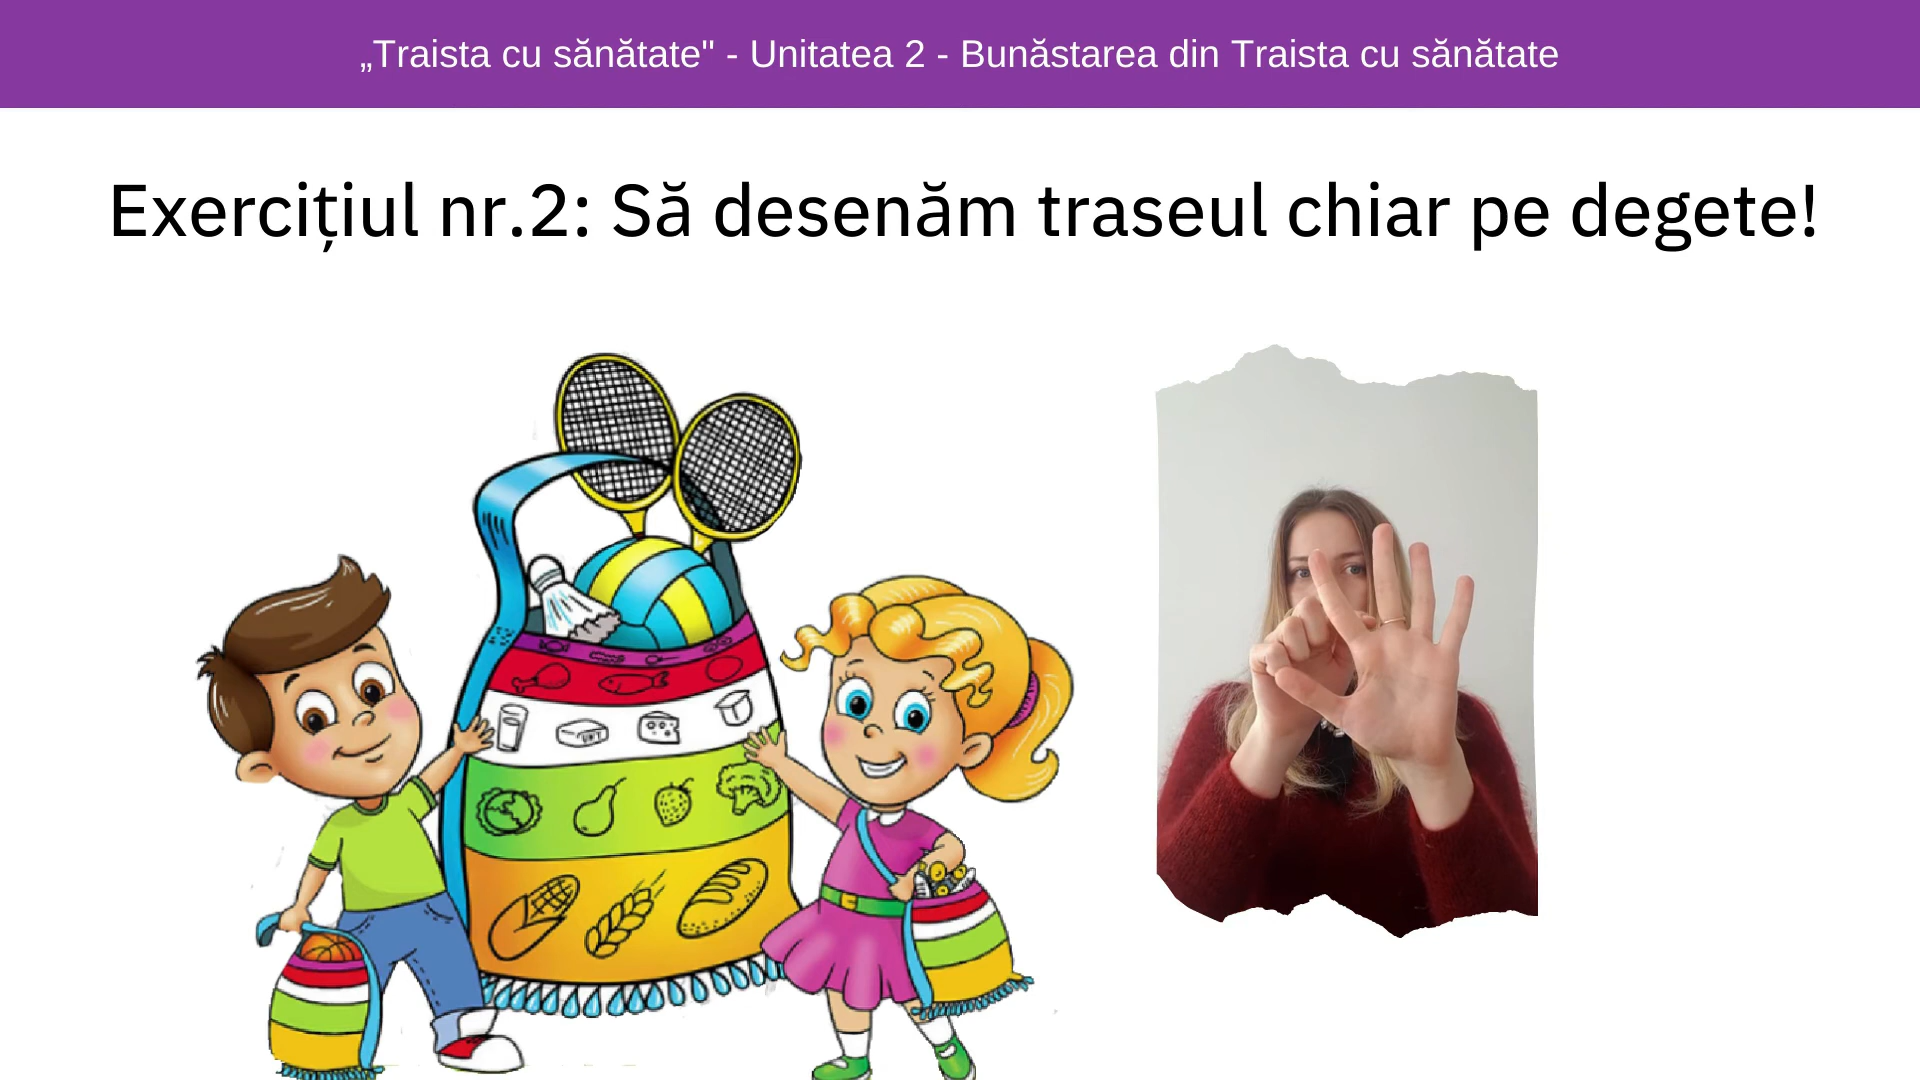 „Traista cu sănătate" - Unitatea 2 - Bunăstarea din Traista cu sănătate
Exercițiul nr.2: Să desenăm traseul chiar pe degete!